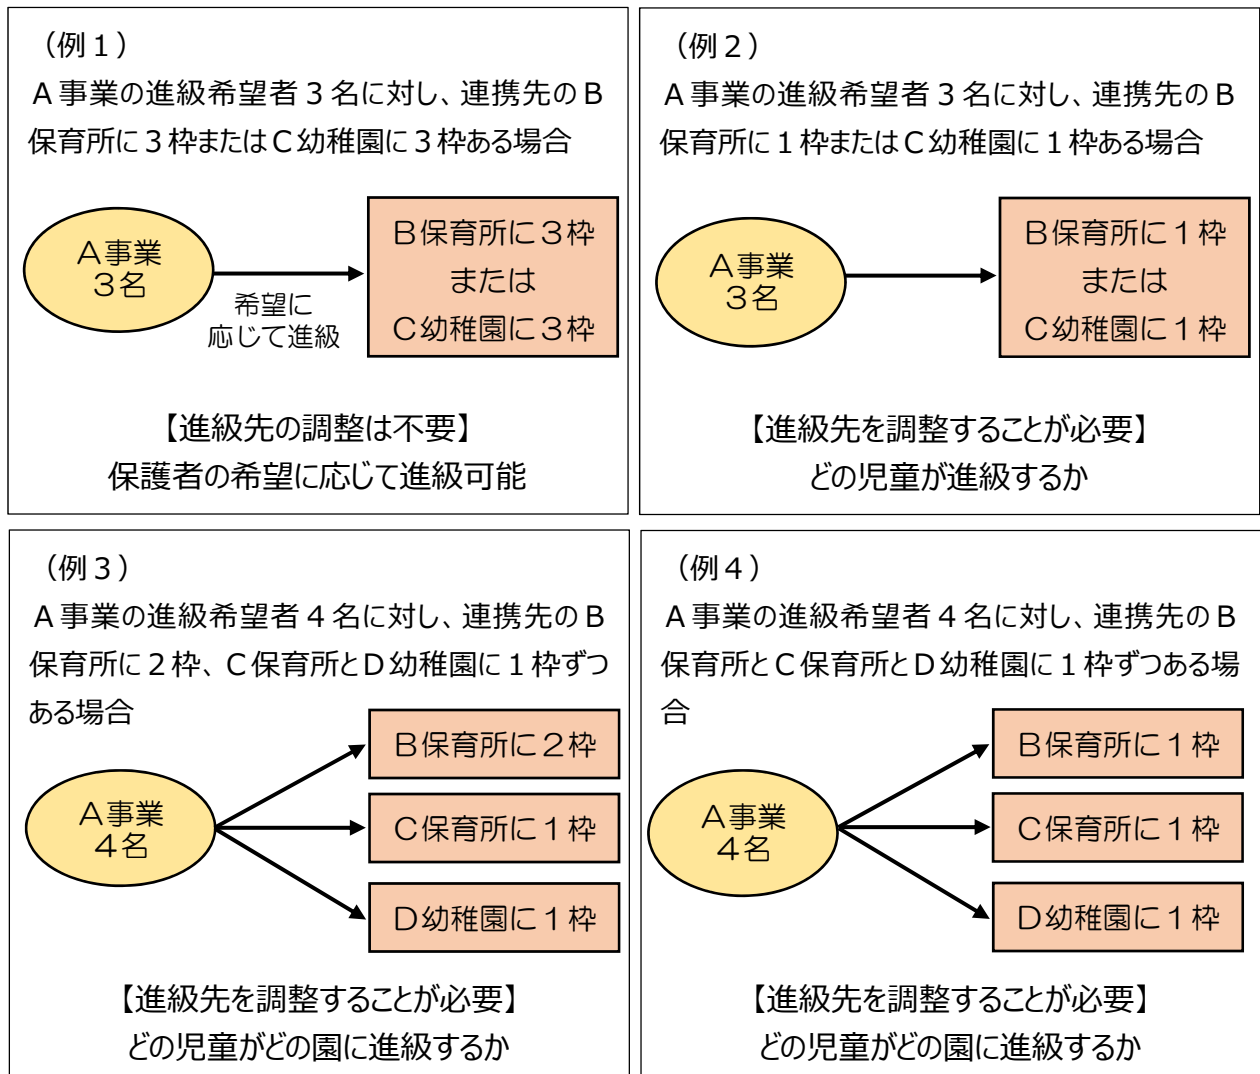 （例１）
Ａ事業の進級希望者３名に対し、連携先のＢ
保育所に３枠またはＣ幼稚園に３枠ある場合
Ａ事業
３名
希望に
応じて進級
Ｂ保育所に３枠
または
Ｃ幼稚園に３枠
【進級先の調整は不要】
保護者の希望に応じて進級可能
（例２）
Ａ事業の進級希望者３名に対し、連携先のＢ
保育所に１枠またはＣ幼稚園に１枠ある場合
Ａ事業
３名
Ｂ保育所に１枠
または
Ｃ幼稚園に１枠
【進級先を調整することが必要】
どの児童が進級するか
（例３）
Ａ事業の進級希望者４名に対し、連携先のＢ
保育所に２枠、Ｃ保育所とＤ幼稚園に１枠ずつ
ある場合
Ａ事業
４名
Ｂ保育所に２枠
Ｃ保育所に１枠
Ｄ幼稚園に１枠
【進級先を調整することが必要】
どの児童がどの園に進級するか
（例４）
Ａ事業の進級希望者４名に対し、連携先のＢ
保育所とＣ保育所とＤ幼稚園に１枠ずつある場
合
Ａ事業
４名
Ｂ保育所に１枠
Ｃ保育所に１枠
Ｄ幼稚園に１枠
【進級先を調整することが必要】
どの児童がどの園に進級するか